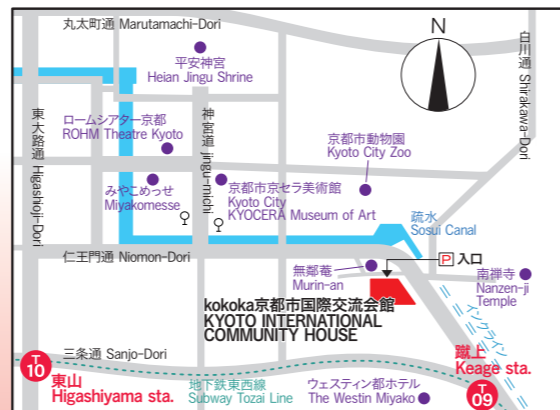 丸太町通 Marutamachi-Dori
平安神宮
Heian Jingu Shrine
N
白川通 Shirakawa-Dori
東大路通 Higashioji-Dori
ロームシアター京都
ROHM Theatre Kyoto
神宮道 jingu-michi
京都市動物園
Kyoto City Zoo
みやこめっせ
Miyakomesse
京都市京セラ美術館
Kyoto City
KYOCERA Museum of Art
疏水
Sosui Canal
仁王門通 Niomon-Dori
P 入口
無鄰菴
Murin-an
南禅寺
Nanzen-ji
Temple
kokoka京都市国際交流会館
KYOTO INTERNATIONAL
COMMUNITY HOUSE
インクライン
三条通 Sanjo-Dori
T
10
東山
Higashiyama sta.
地下鉄東西線
Subway Tozai Line
ウェスティン都ホテル
The Westin Miyako
蹴上
Keage sta.
T
09